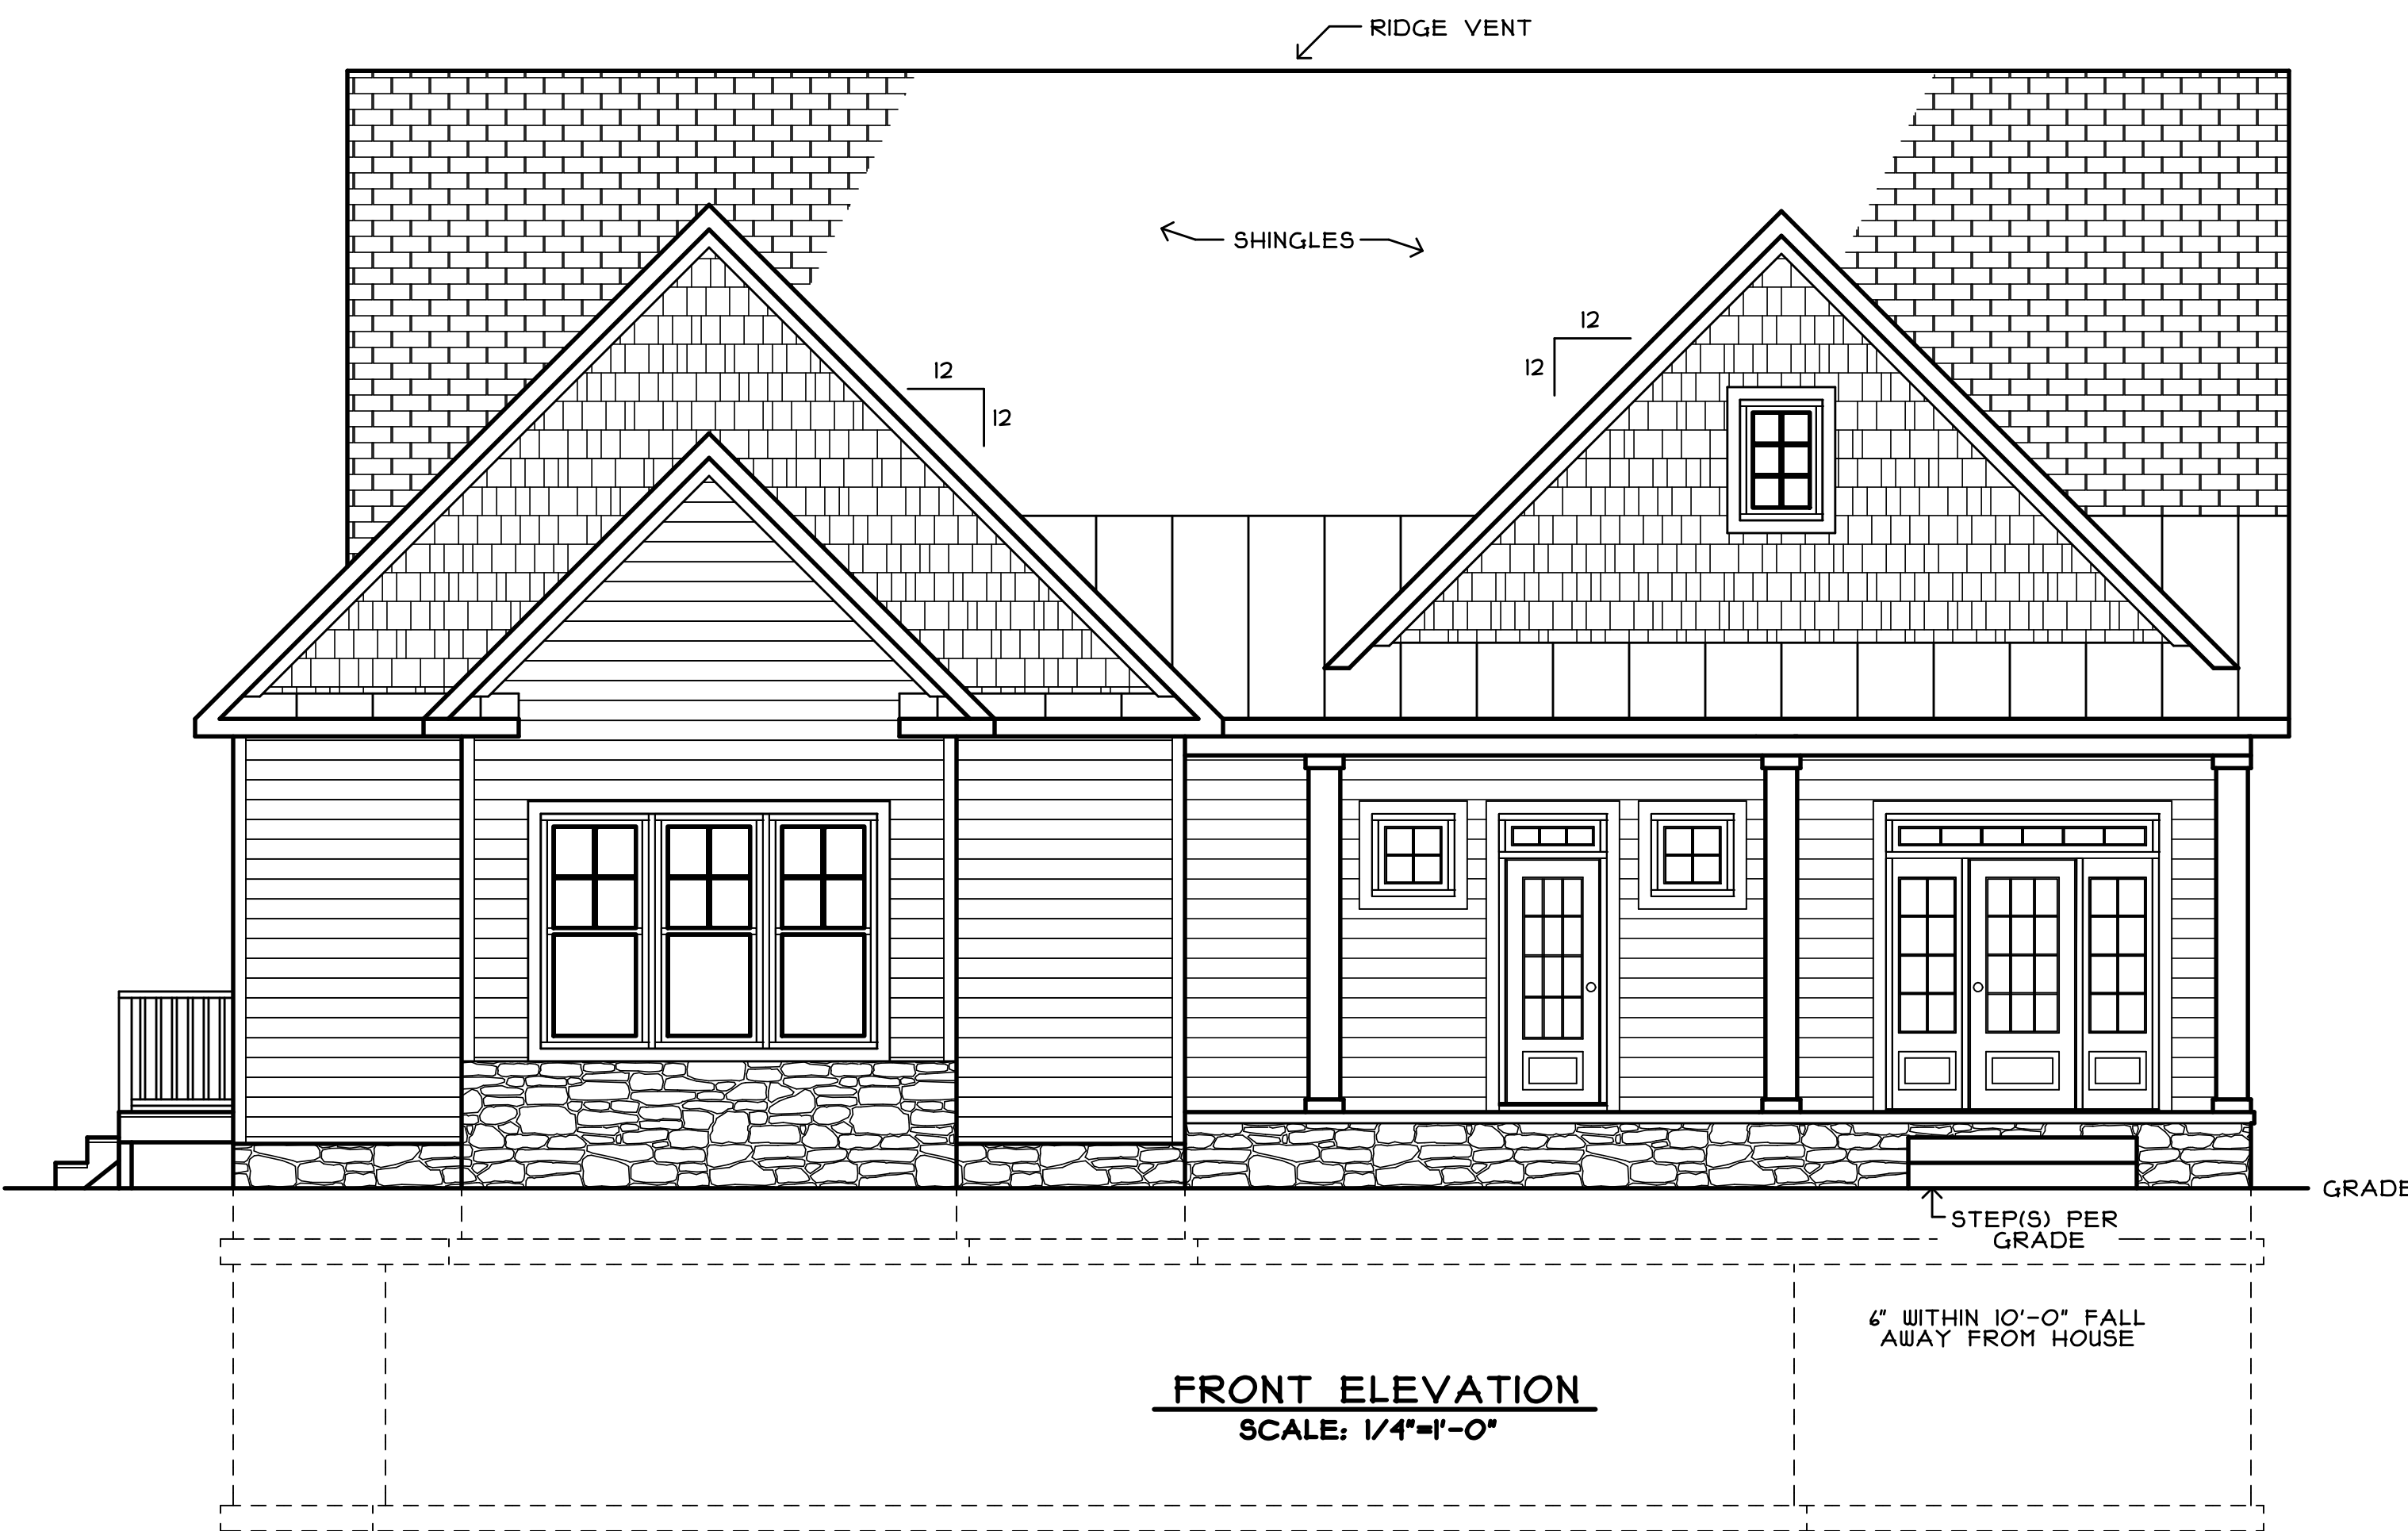 RIDGE VENT
SHINGLES
12
12
12
12
GRADE
STEP(S) PER
GRADE
6" WITHIN 10'-0" FALL
AWAY FROM HOUSE
FRONT ELEVATION
SCALE: 1/4"=1'-0"